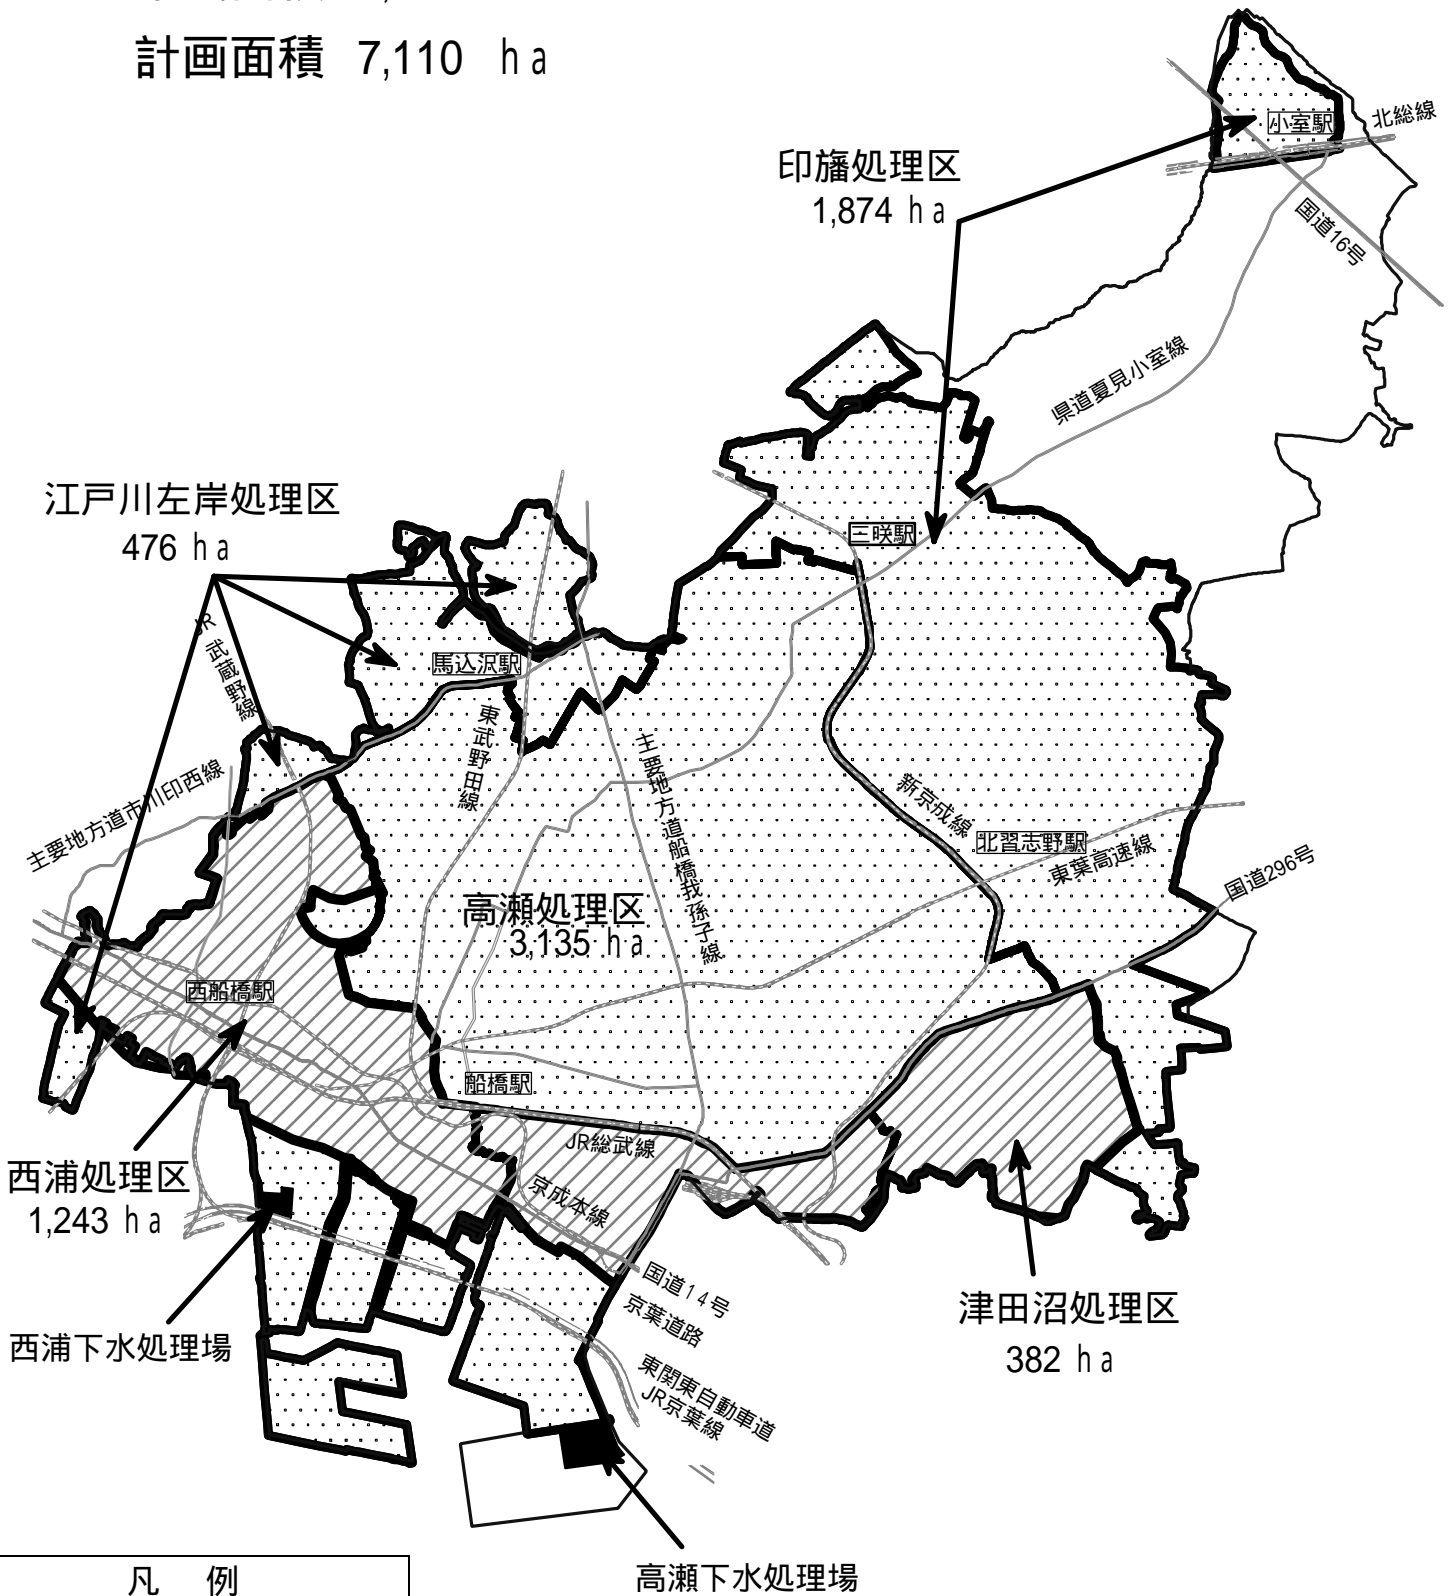 計画面積 7,110 ha
小室駅
北総線
印旛処理区
1,874 ha
国道16号
県道夏見小室線
江戸川左岸処理区
476 ha
三咲駅
JR武蔵野線
馬込沢駅
東武野田線
主要地方道船橋我孫子線
主要地方道市川印西線
新京成線
北習志野駅
東葉高速線
国道296号
高瀬処理区
3,135 ha
西船橋駅
船橋駅
JR総武線
西浦処理区
1,243 ha
京成本線
国道14号
京葉道路
津田沼処理区
382 ha
西浦下水処理場
東関東自動車道
JR京葉線
高瀬下水処理場
凡 例